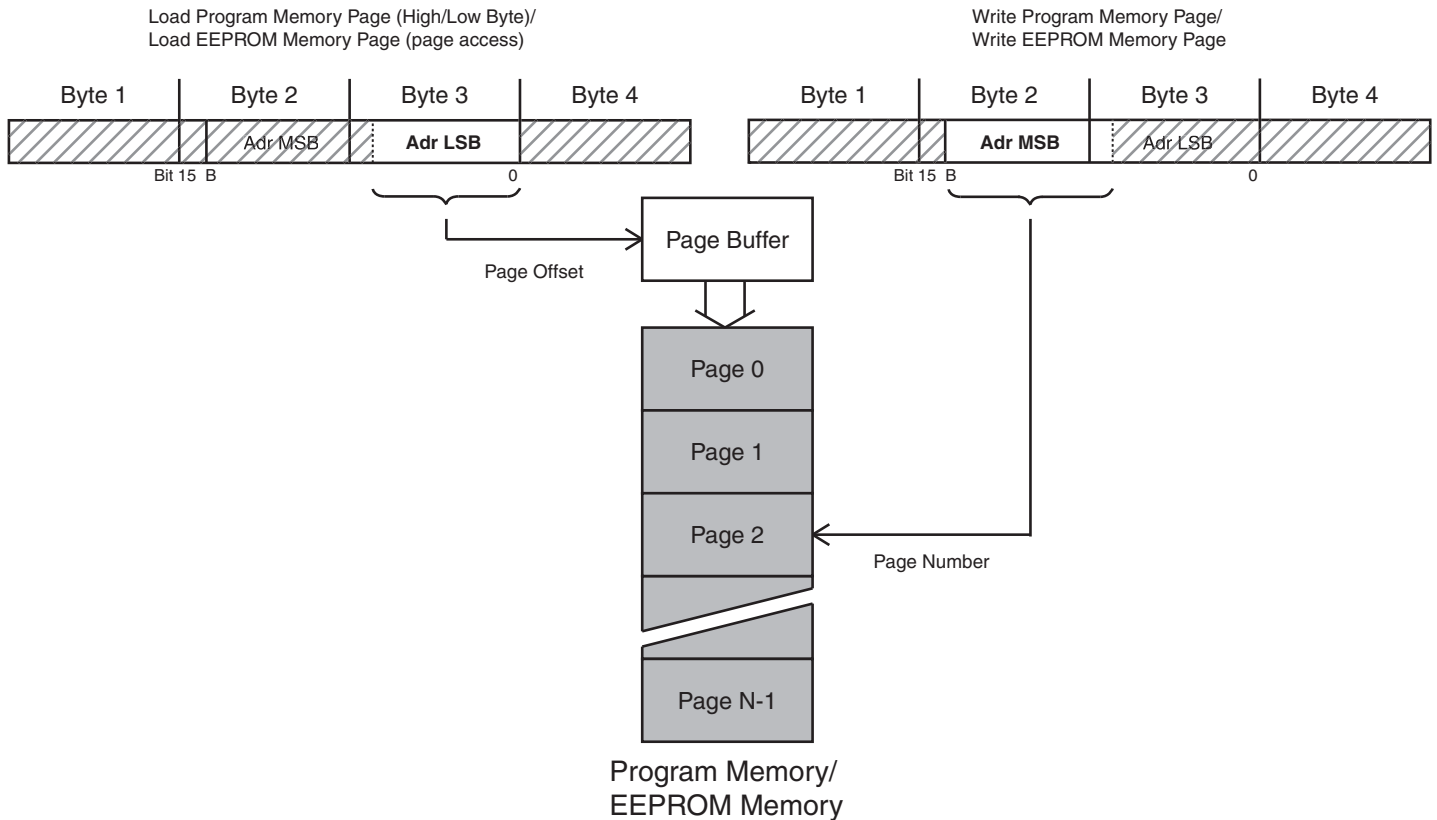 Load Program Memory Page (High/Low Byte)/
Load EEPROM Memory Page (page access)
Byte 1 Byte 2 Byte 3 Byte 4
Adr MSB Adr LSB
Bit 15 B 0
Write Program Memory Page/
Write EEPROM Memory Page
Byte 1 Byte 2 Byte 3 Byte 4
Adr MSB Adr LSB
Bit 15 B 0
Page Buffer
Page Offset
Page 0
Page 1
Page 2
Page Number
Page N-1
Program Memory/
EEPROM Memory